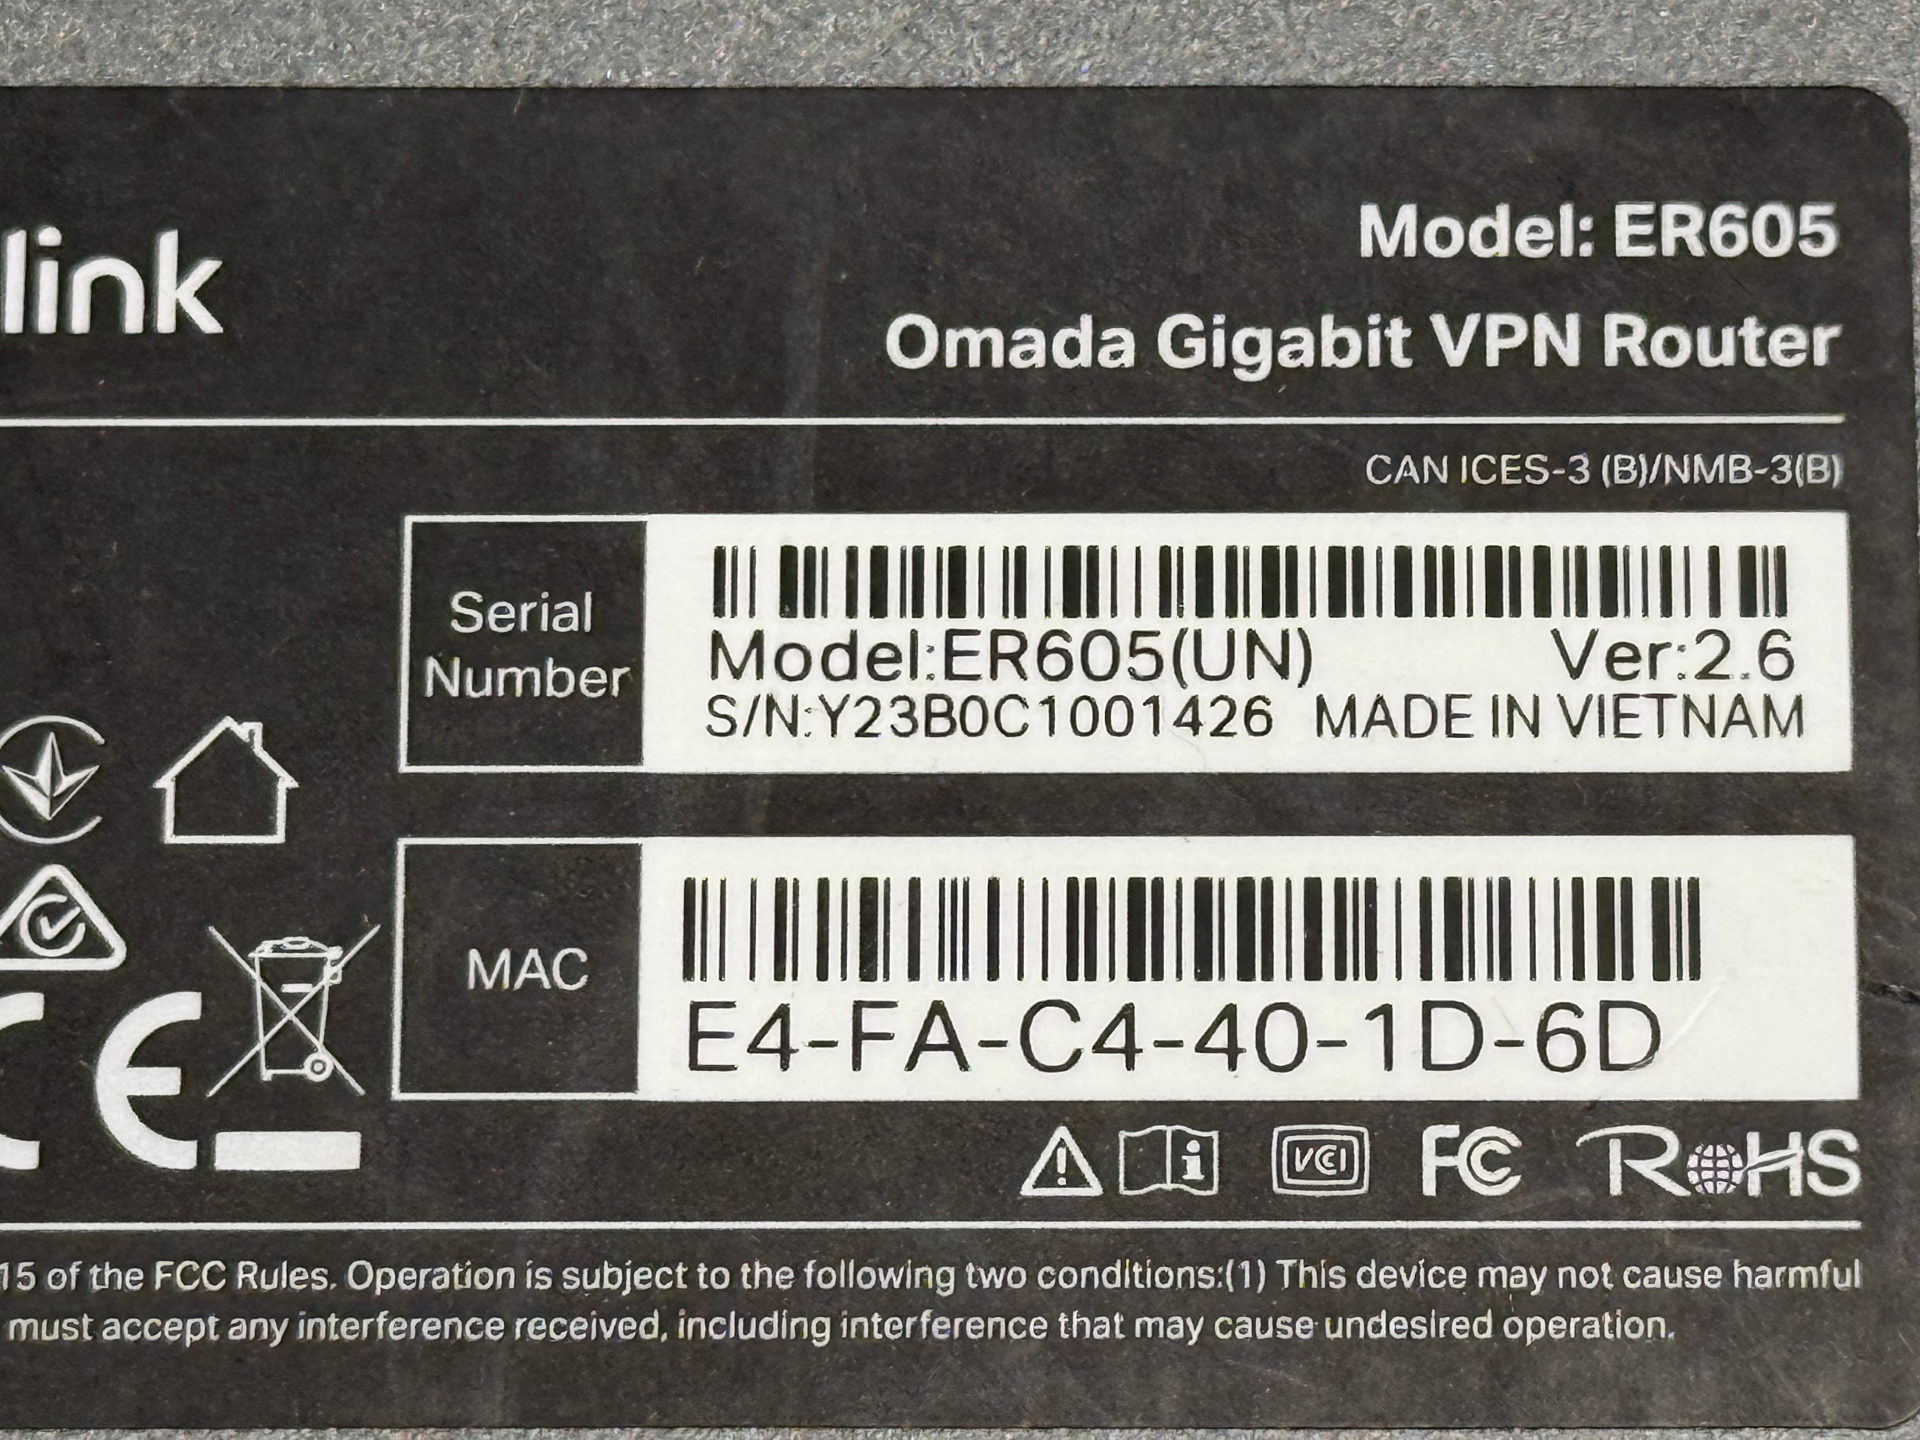 link
Model: ER605
Omada Gigabit VPN Router
CAN ICES-3 (B)/NMB-3(B)
Serial
Number
Model:ER605(UN) Ver:2.6
S/N:Y23B0C1001426 MADE IN VIETNAM
MAC
E4-FA-C4-40-1D-6D
CE
VCCI
FC
RoHS
15 of the FCC Rules. Operation is subject to the following two conditions:(1) This device may not cause harmful
must accept any interference received, including interference that may cause undesired operation.